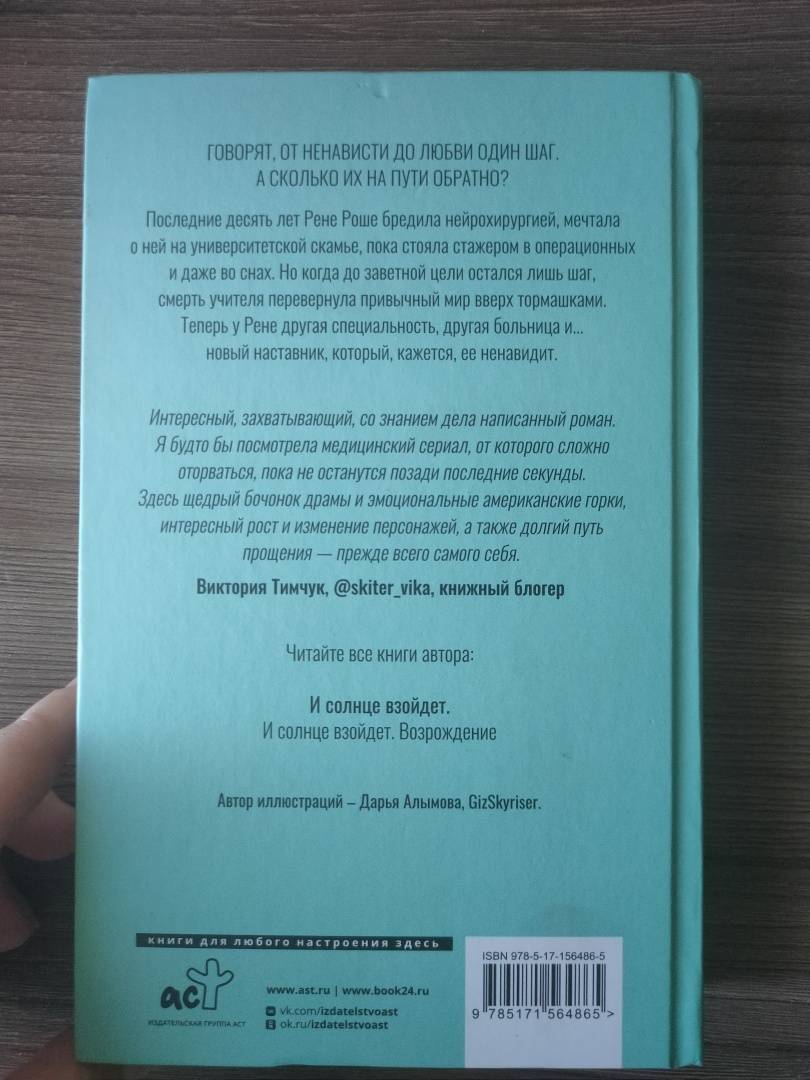 ГОВОРЯТ, ОТ НЕНАВИСТИ ДО ЛЮБВИ ОДИН ШАГ.
А СКОЛЬКО ИХ НА ПУТИ ОБРАТНО?
Последние десять лет Рене Роше бредила нейрохирургией, мечтала
о ней на университетской скамье, пока стояла стажером в операционных
и даже во снах. Но когда до заветной цели остался лишь шаг,
смерть учителя перевернула привычный мир вверх тормашками.
Теперь у Рене другая специальность, другая больница и...
новый наставник, который, кажется, ее ненавидит.
Интересный, захватывающий, со знанием дела написанный роман.
Я будто бы посмотрела медицинский сериал, от которого сложно
оторваться, пока не останутся позади последние секунды.
Здесь щедрый бочонок драмы и эмоциональные американские горки,
интересный рост и изменение персонажей, а также долгий путь
прощения — прежде всего самого себя.
Виктория Тимчук, @skiter_vika, книжный блогер
Читайте все книги автора:
И солнце взойдет.
И солнце взойдет. Возрождение
Автор иллюстраций – Дарья Алымова, GizSkyriser.
книги для любого настроения здесь
аст
ИЗДАТЕЛЬСКАЯ ГРУППА АСТ
www.ast.ru | www.book24.ru
vk.com/izdatelstvoast
ok.ru/izdatelstvoast
ISBN 978-5-17-156486-5
9 785171 564865 >